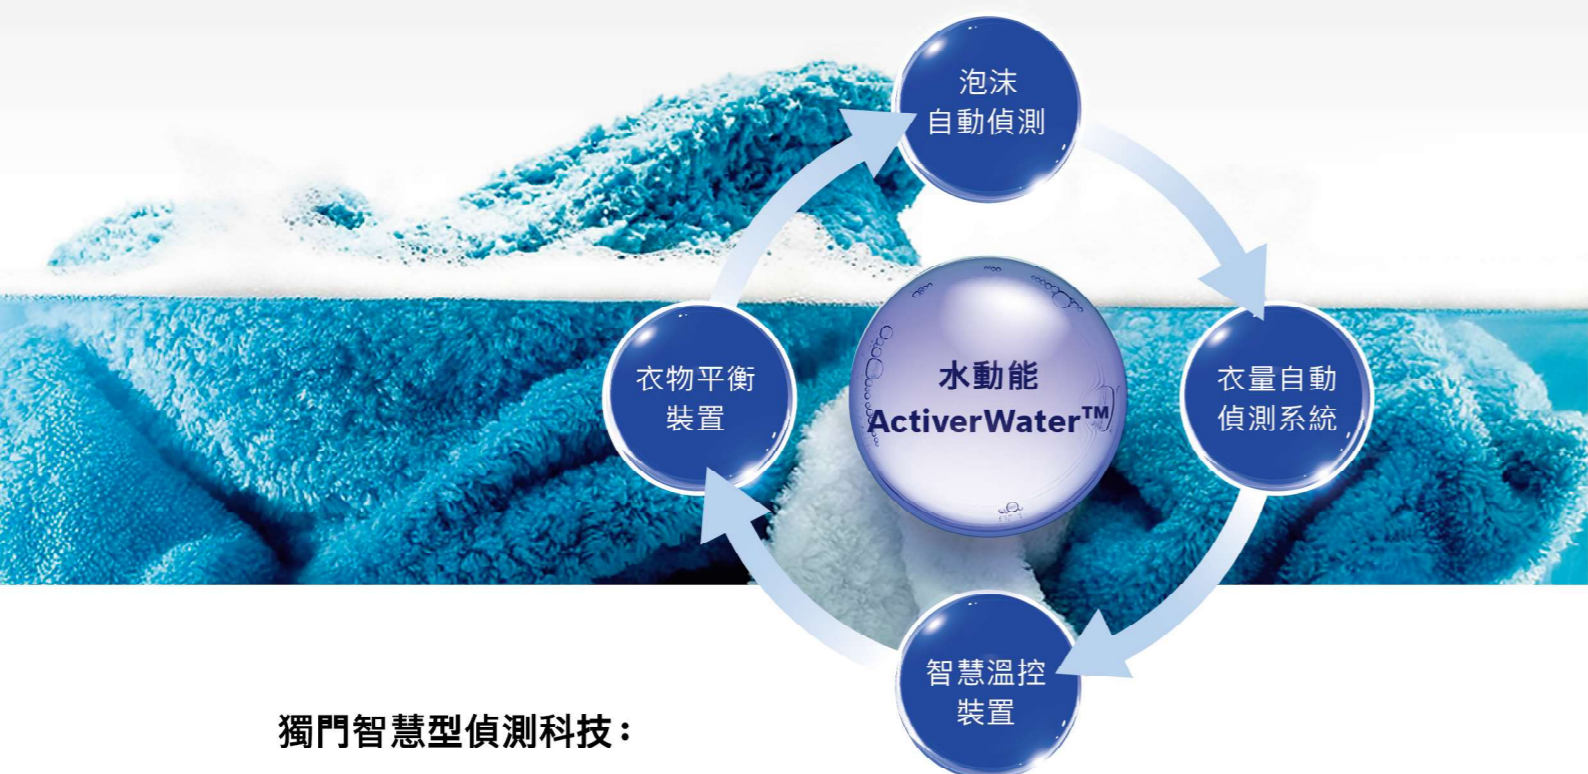 泡沫
自動偵測
衣物平衡
裝置
水動能
ActiverWater™
衣量自動
偵測系統
智慧溫控
裝置
獨門智慧型偵測科技：